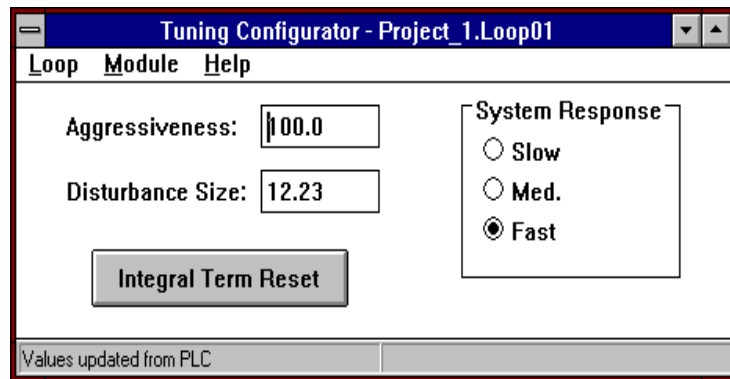 Tuning Configurator - Project_1.Loop01
Loop Module Help
Aggressiveness: 100.0
Disturbance Size: 12.23
Integral Term Reset
System Response
Slow
Med.
Fast
Values updated from PLC